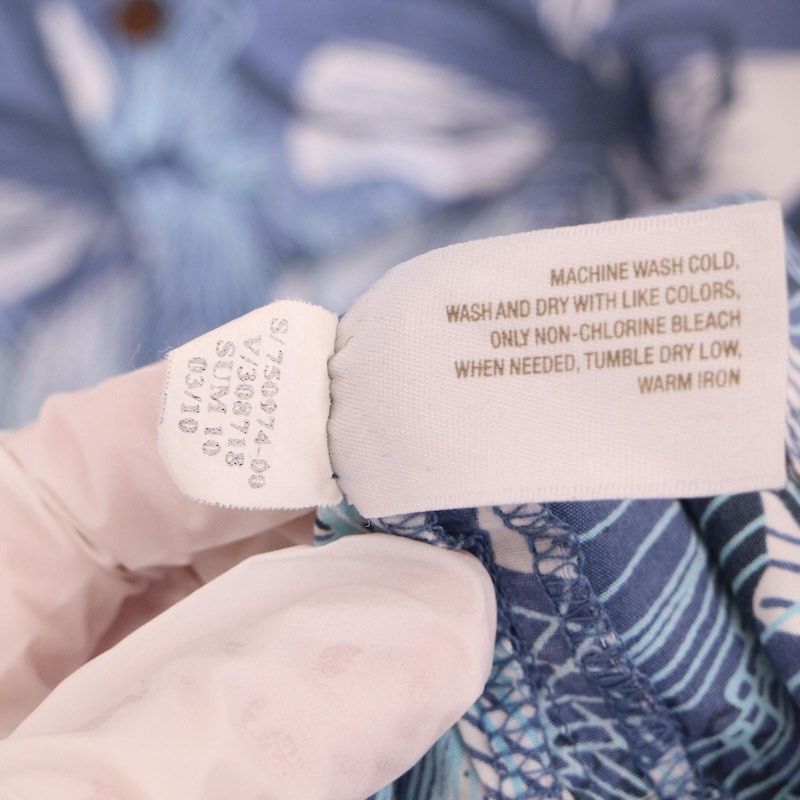 S/750974-00
V/308718
SUM 10
03/10
MACHINE WASH COLD,
WASH AND DRY WITH LIKE COLORS,
ONLY NON-CHLORINE BLEACH
WHEN NEEDED, TUMBLE DRY LOW,
WARM IRON